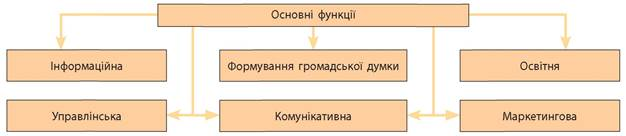 Основні функції
Інформаційна
Формування громадської думки
Освітня
Управлінська
Комунікативна
Маркетингова